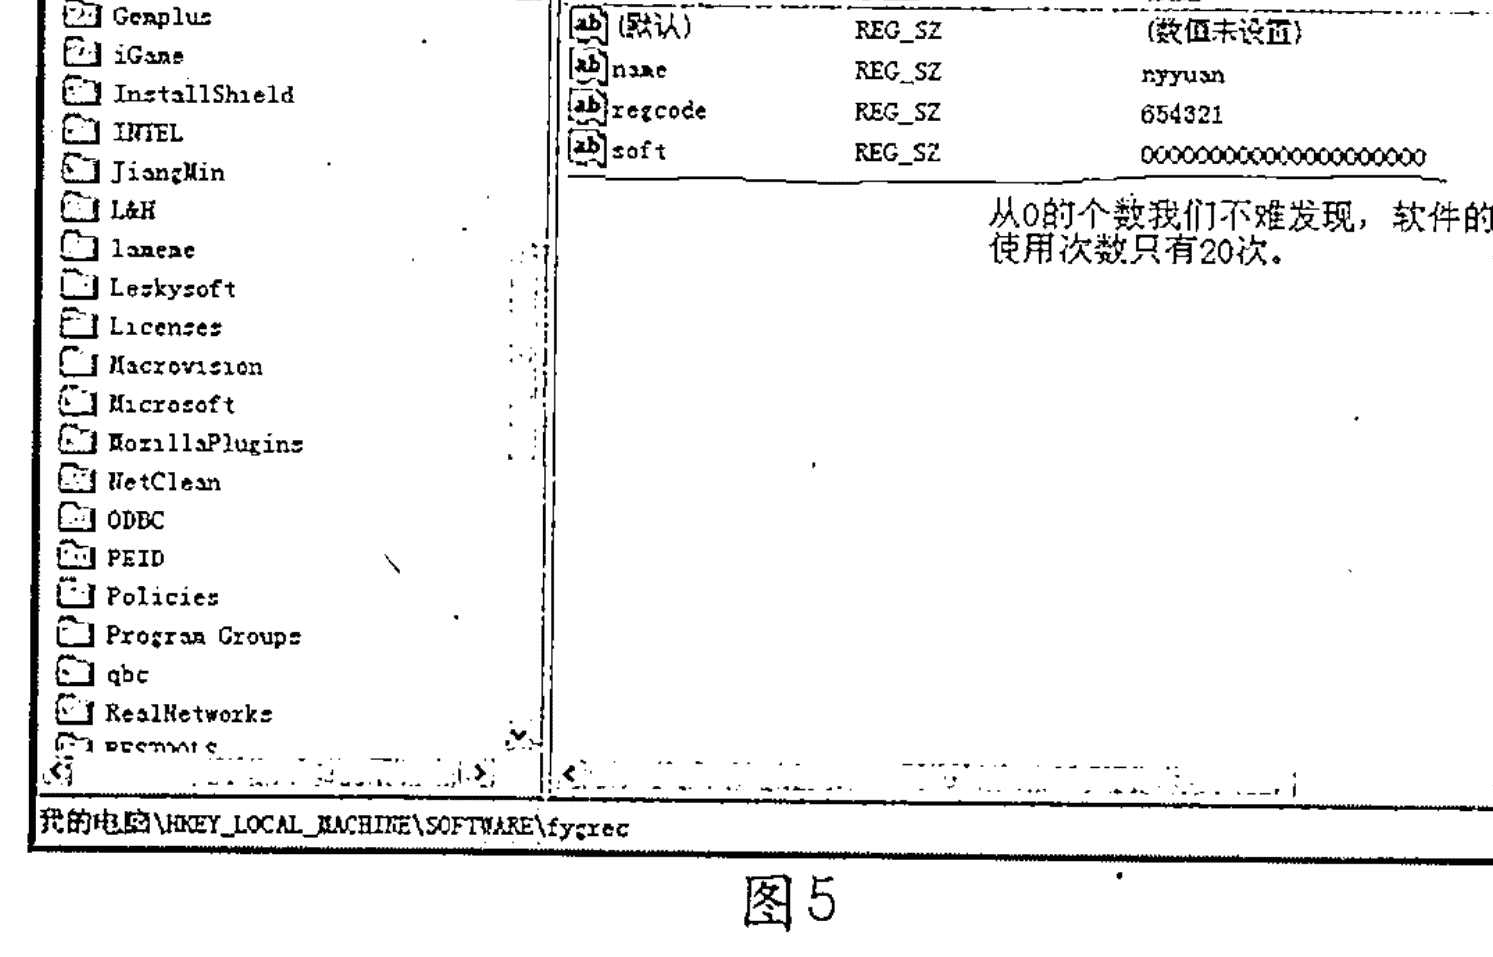 Gemplus
iGame
InstallShield
INTEL
JiangMin
L&H
lameme
Leskysoft
Licenses
Macrovision
Microsoft
MozillaPlugins
NetClean
ODBC
PEID
Policies
Program Groups
qbc
RealNetworks
RESTOOLS
(默认) REG_SZ (数值未设置)
name REG_SZ nyyuan
regcode REG_SZ 654321
soft REG_SZ
从0的个数我们不难发现，软件的
使用次数只有20次。
我的电脑\HKEY_LOCAL_MACHINE\SOFTWARE\fygrec
图5